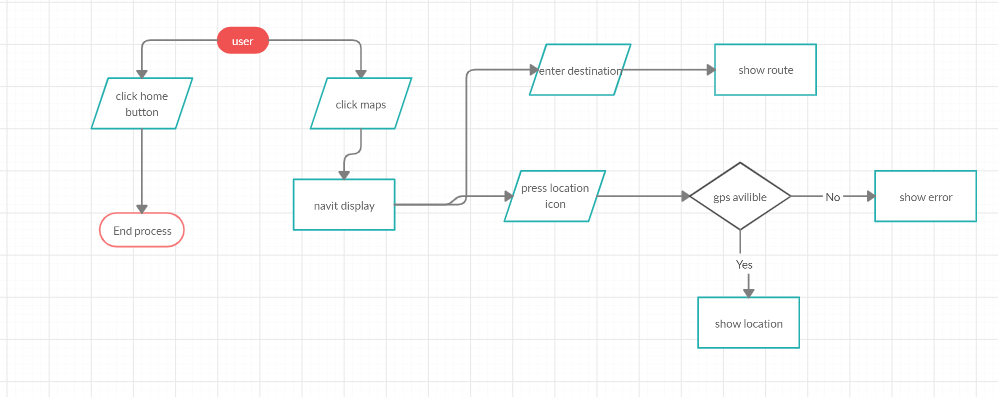 user
click home
button
End process
click maps
navit display
enter destination
show route
press location
icon
gps avilible
No
show error
Yes
show location